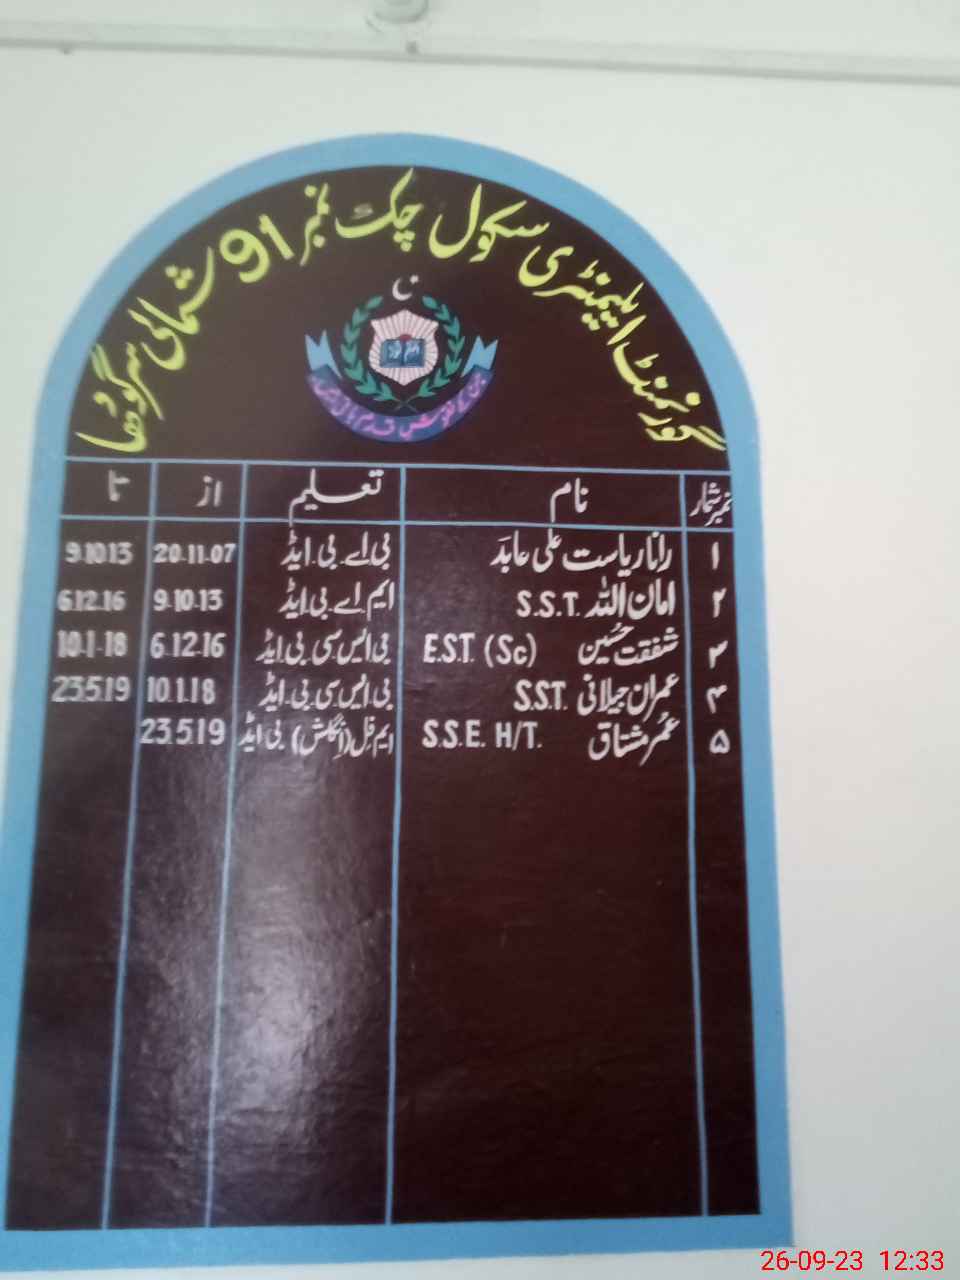 گورنمنٹ ایلیمنٹری سکول چک نمبر 91 شمالی سرگودھا
نمبر شمار نام تعلیم از تا
۱ رانا ریاست علی عابد بی.اے.بی.ایڈ 20.11.07 9.10.13
۲ امان اللہ S.S.T. ایم.اے.بی.ایڈ 9.10.13 6.12.16
۳ شفقت حسین E.S.T. (Sc) بی ایس سی بی ایڈ 6.12.16 10.1.18
۴ عمران جیلانی S.S.T. بی ایس سی بی.ایڈ 10.1.18 23.5.19
۵ عمر مشتاق S.S.E. H/T. ایم فل (انگلش) بی ایڈ 23.5.19
26-09-23 12:33